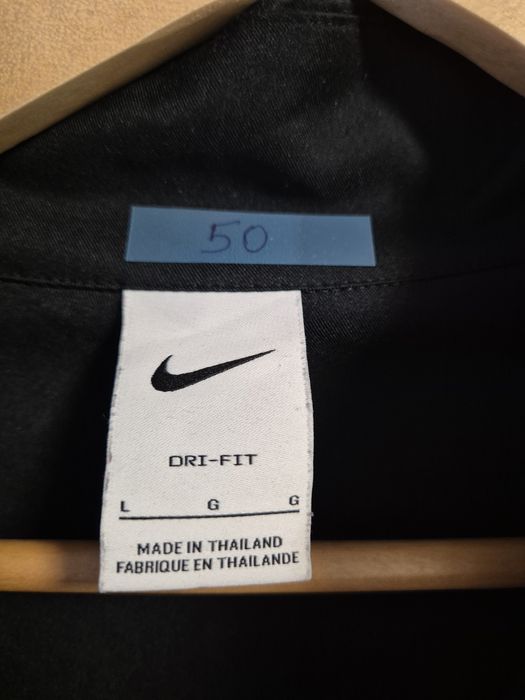 50
DRI-FIT
L G G
MADE IN THAILAND
FABRIQUE EN THAILANDE